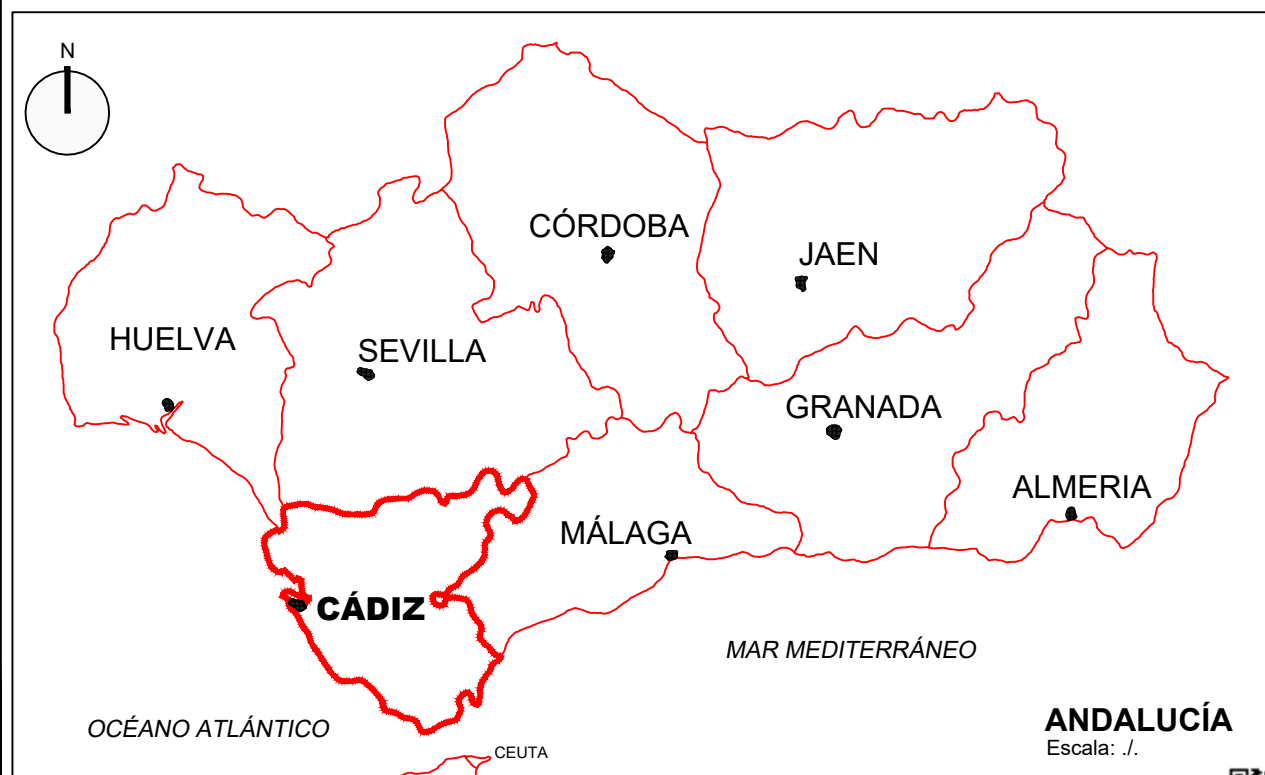 N
CÓRDOBA
JAEN
HUELVA
SEVILLA
GRANADA
ALMERIA
MÁLAGA
CÁDIZ
MAR MEDITERRÁNEO
OCÉANO ATLÁNTICO
ANDALUCÍA
Escala: ./.
CEUTA